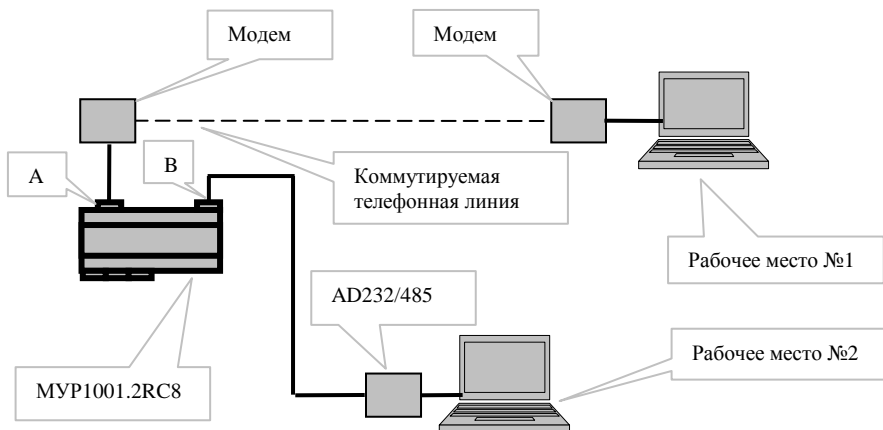 Модем
Модем
А
В
Коммутируемая
телефонная линия
Рабочее место №1
AD232/485
Рабочее место №2
МУР1001.2RC8